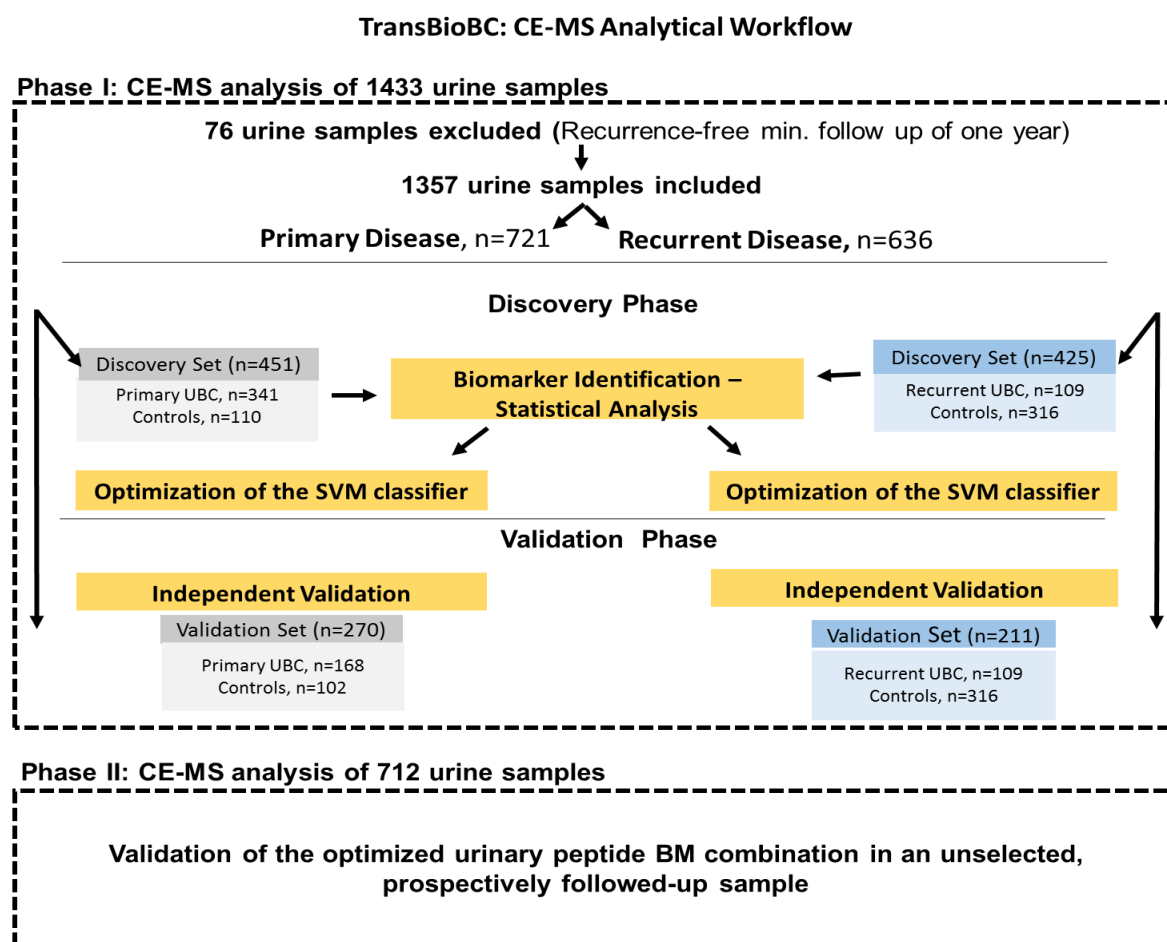 TransBioBC: CE-MS Analytical Workflow
Phase I: CE-MS analysis of 1433 urine samples
76 urine samples excluded (Recurrence-free min. follow up of one year)
1357 urine samples included
Primary Disease, n=721
Recurrent Disease, n=636
Discovery Phase
Discovery Set (n=451)
Primary UBC, n=341
Controls, n=110
Biomarker Identification –
Statistical Analysis
Discovery Set (n=425)
Recurrent UBC, n=109
Controls, n=316
Optimization of the SVM classifier
Optimization of the SVM classifier
Validation Phase
Independent Validation
Validation Set (n=270)
Primary UBC, n=168
Controls, n=102
Independent Validation
Validation Set (n=211)
Recurrent UBC, n=109
Controls, n=316
Phase II: CE-MS analysis of 712 urine samples
Validation of the optimized urinary peptide BM combination in an unselected,
prospectively followed-up sample